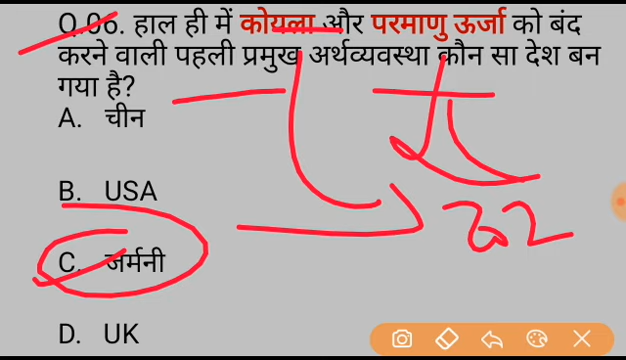 Q.06. हाल ही में कोयला और परमाणु ऊर्जा को बंद
करने वाली पहली प्रमुख अर्थव्यवस्था कौन सा देश बन
गया है?
A. चीन
B. USA
C. जर्मनी
D. UK